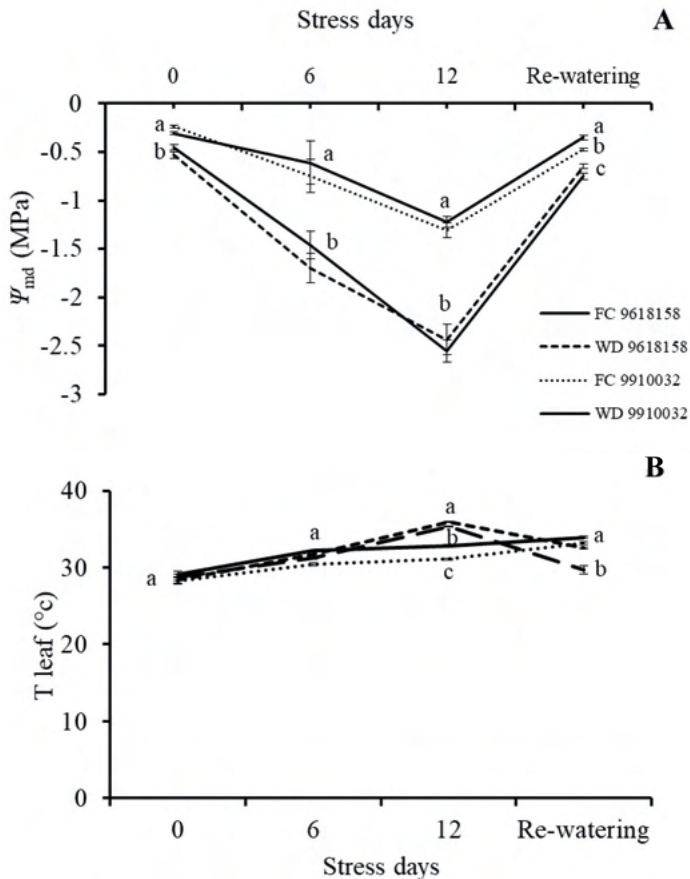 Stress days
A
0 6 12 Re-watering
0
-0.5
-1
-1.5
-2
-2.5
-3
Ψmd (MPa)
a
b
a
b
a
b
a
b
c
FC 9618158
WD 9618158
FC 9910032
WD 9910032
B
40
30
20
10
0
T leaf (°c)
a
a
a
b
c
a
b
0 6 12 Re-watering
Stress days